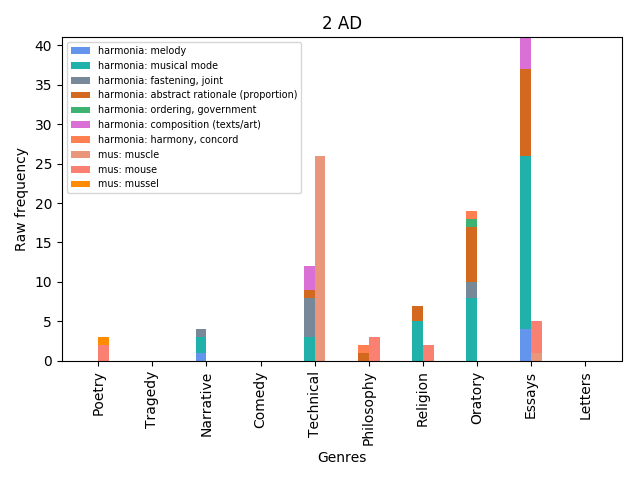 2 AD
harmonia: melody
harmonia: musical mode
harmonia: fastening, joint
harmonia: abstract rationale (proportion)
harmonia: ordering, government
harmonia: composition (texts/art)
harmonia: harmony, concord
mus: muscle
mus: mouse
mus: mussel
Raw frequency
40
35
30
25
20
15
10
5
0
Poetry
Tragedy
Narrative
Comedy
Technical
Philosophy
Religion
Oratory
Essays
Letters
Genres